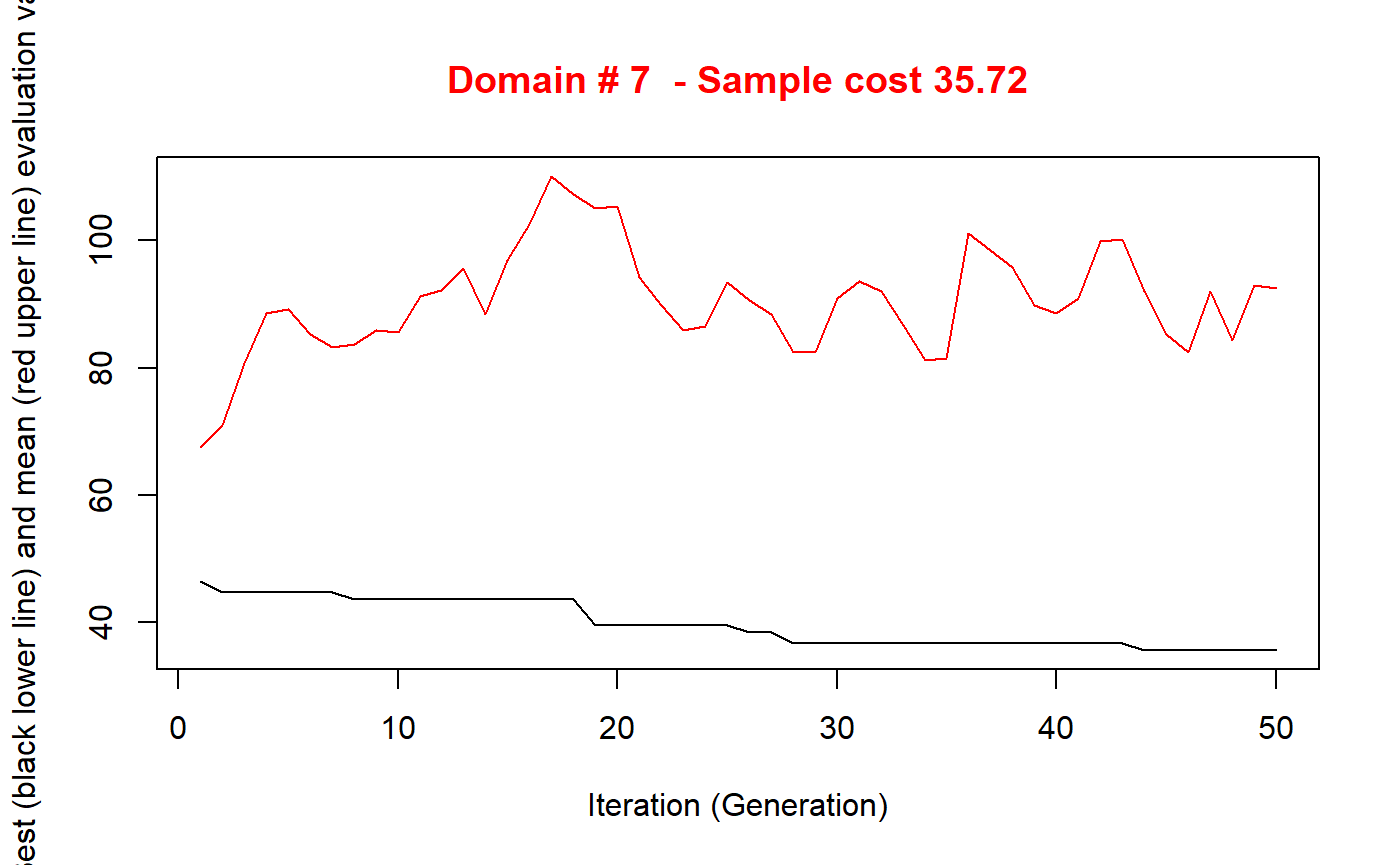 Domain # 7  - Sample cost 35.72
est (black lower line) and mean (red upper line) evaluation va
100
80
60
40
0 10 20 30 40 50
Iteration (Generation)